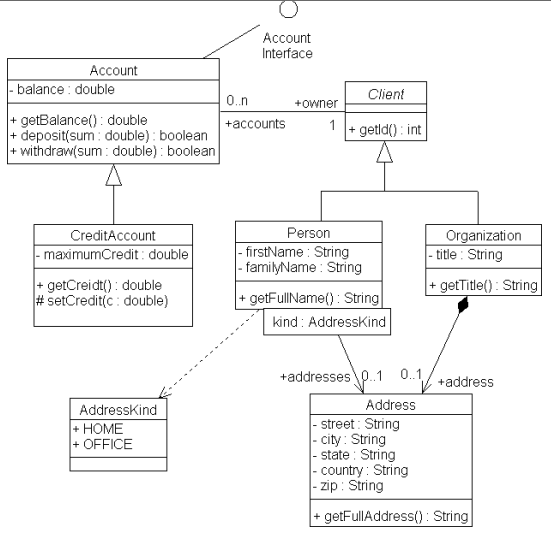 Account
Interface
Account
- balance : double
+ getBalance() : double
+ deposit(sum : double) : boolean
+ withdraw(sum : double) : boolean
0..n
+owner
+accounts
1
Client
+ getId() : int
CreditAccount
- maximumCredit : double
+ getCreidt() : double
# setCredit(c : double)
Person
- firstName : String
- familyName : String
+ getFullName() : String
kind : AddressKind
Organization
- title : String
+ getTitle() : String
+addresses
0..1
0..1
+address
AddressKind
+ HOME
+ OFFICE
Address
- street : String
- city : String
- state : String
- country : String
- zip : String
+ getFullAddress() : String